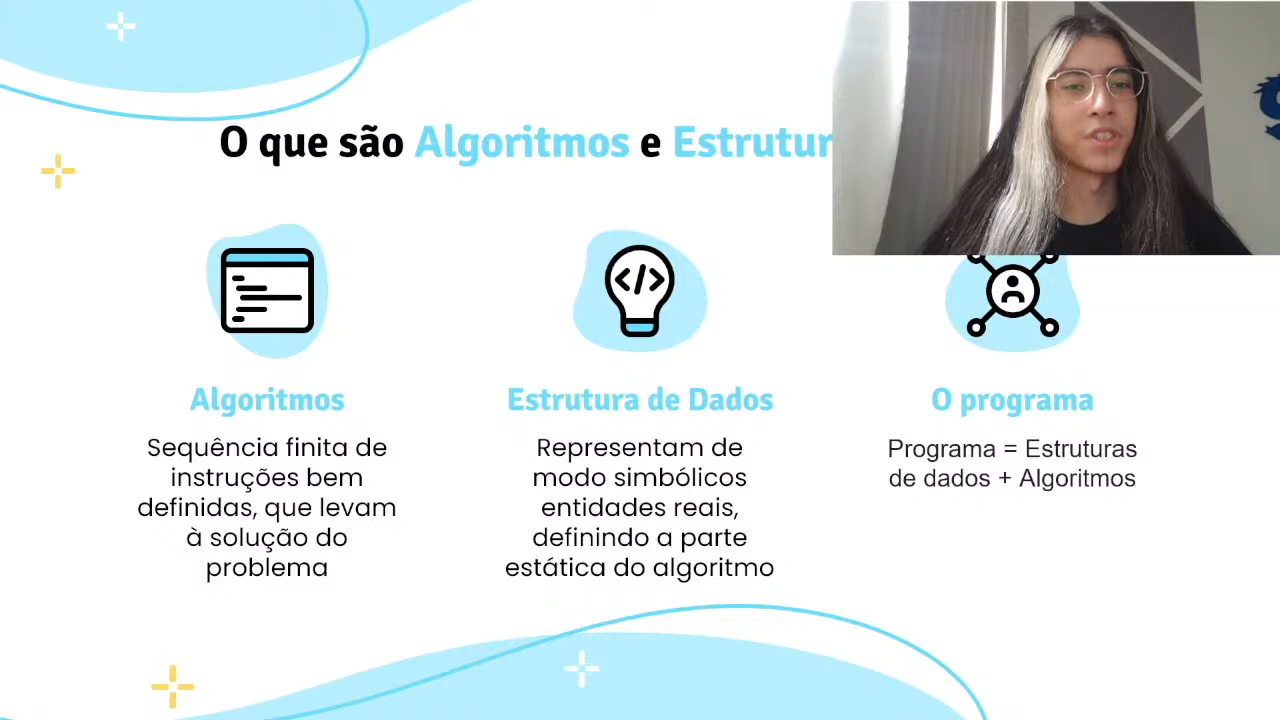 O que são Algoritmos e Estrutur
Algoritmos
Sequência finita de
instruções bem
definidas, que levam
à solução do
problema
Estrutura de Dados
Representam de
modo simbólicos
entidades reais,
definindo a parte
estática do algoritmo
O programa
Programa = Estruturas
de dados + Algoritmos